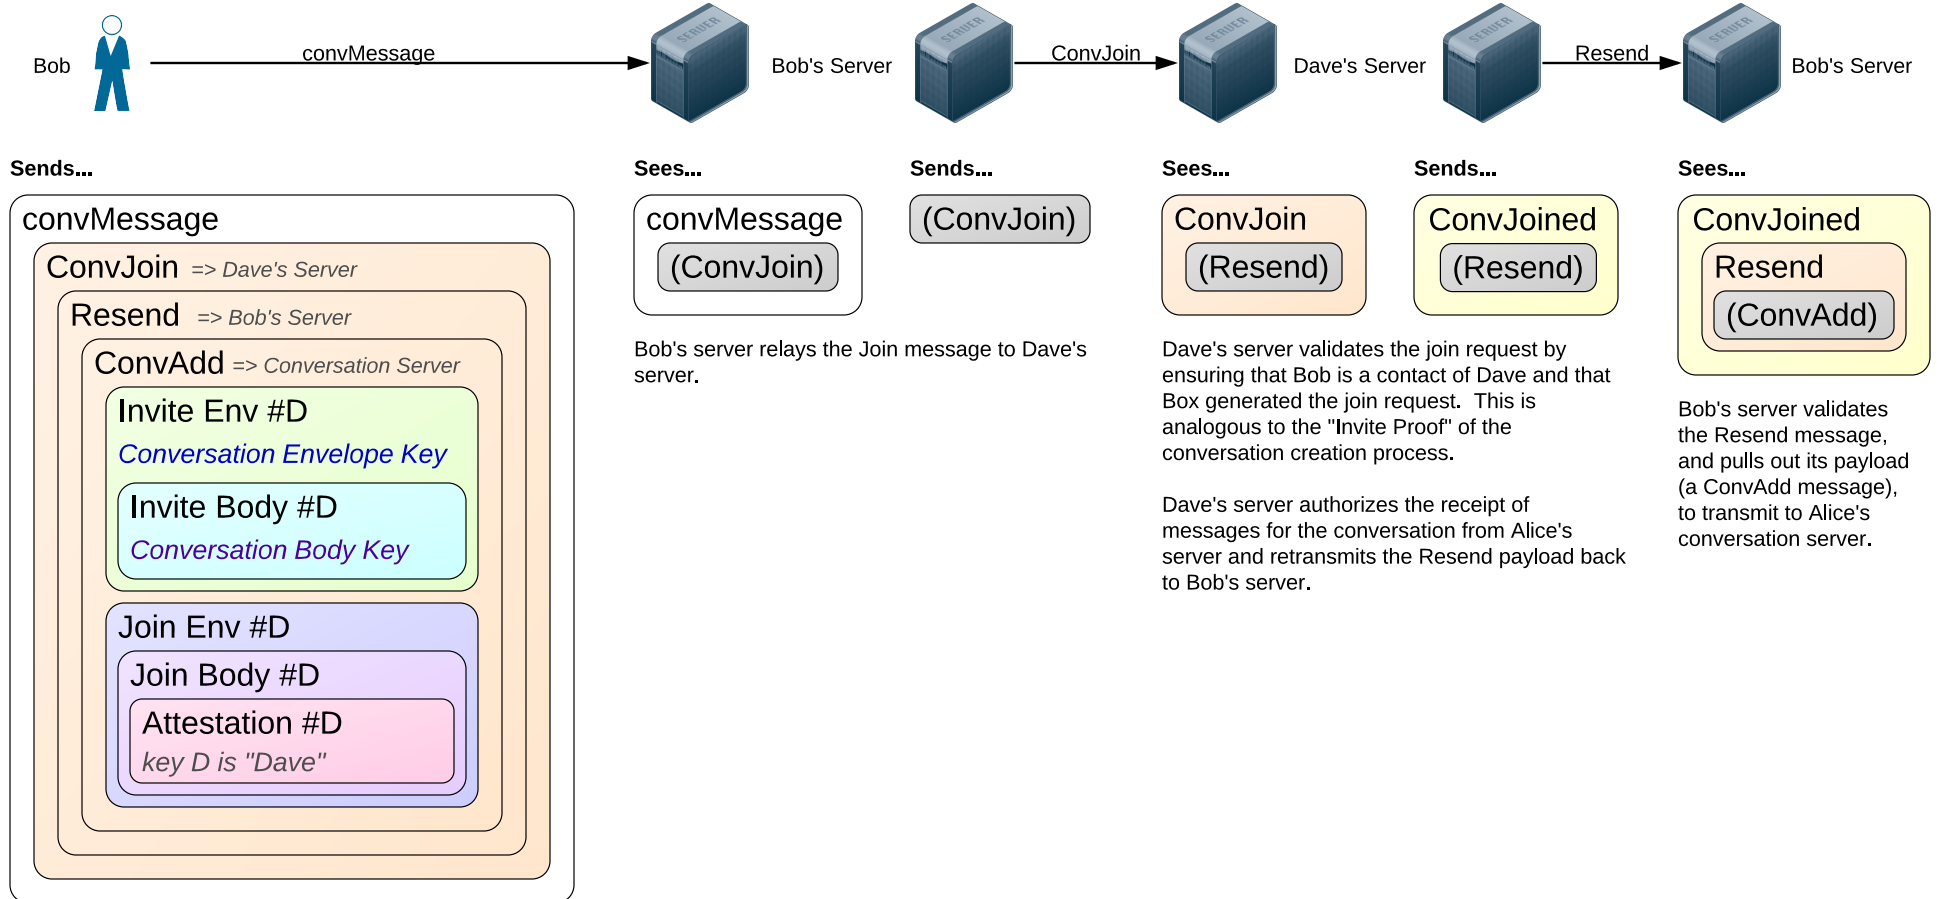 Bob
convMessage
SERVER
Bob's Server
SERVER
ConvJoin
SERVER
Dave's Server
SERVER
Resend
SERVER
Bob's Server
Sends...
convMessage
ConvJoin => Dave's Server
Resend => Bob's Server
ConvAdd => Conversation Server
Invite Env #D
Conversation Envelope Key
Invite Body #D
Conversation Body Key
Join Env #D
Join Body #D
Attestation #D
key D is "Dave"
Sees...
convMessage
(ConvJoin)
Sends...
(ConvJoin)
Bob's server relays the Join message to Dave's
server.
Sees...
ConvJoin
(Resend)
Sends...
ConvJoined
(Resend)
Dave's server validates the join request by
ensuring that Bob is a contact of Dave and that
Box generated the join request.  This is
analogous to the "Invite Proof" of the
conversation creation process.
Dave's server authorizes the receipt of
messages for the conversation from Alice's
server and retransmits the Resend payload back
to Bob's server.
Sees...
ConvJoined
Resend
(ConvAdd)
Bob's server validates
the Resend message,
and pulls out its payload
(a ConvAdd message),
to transmit to Alice's
conversation server.